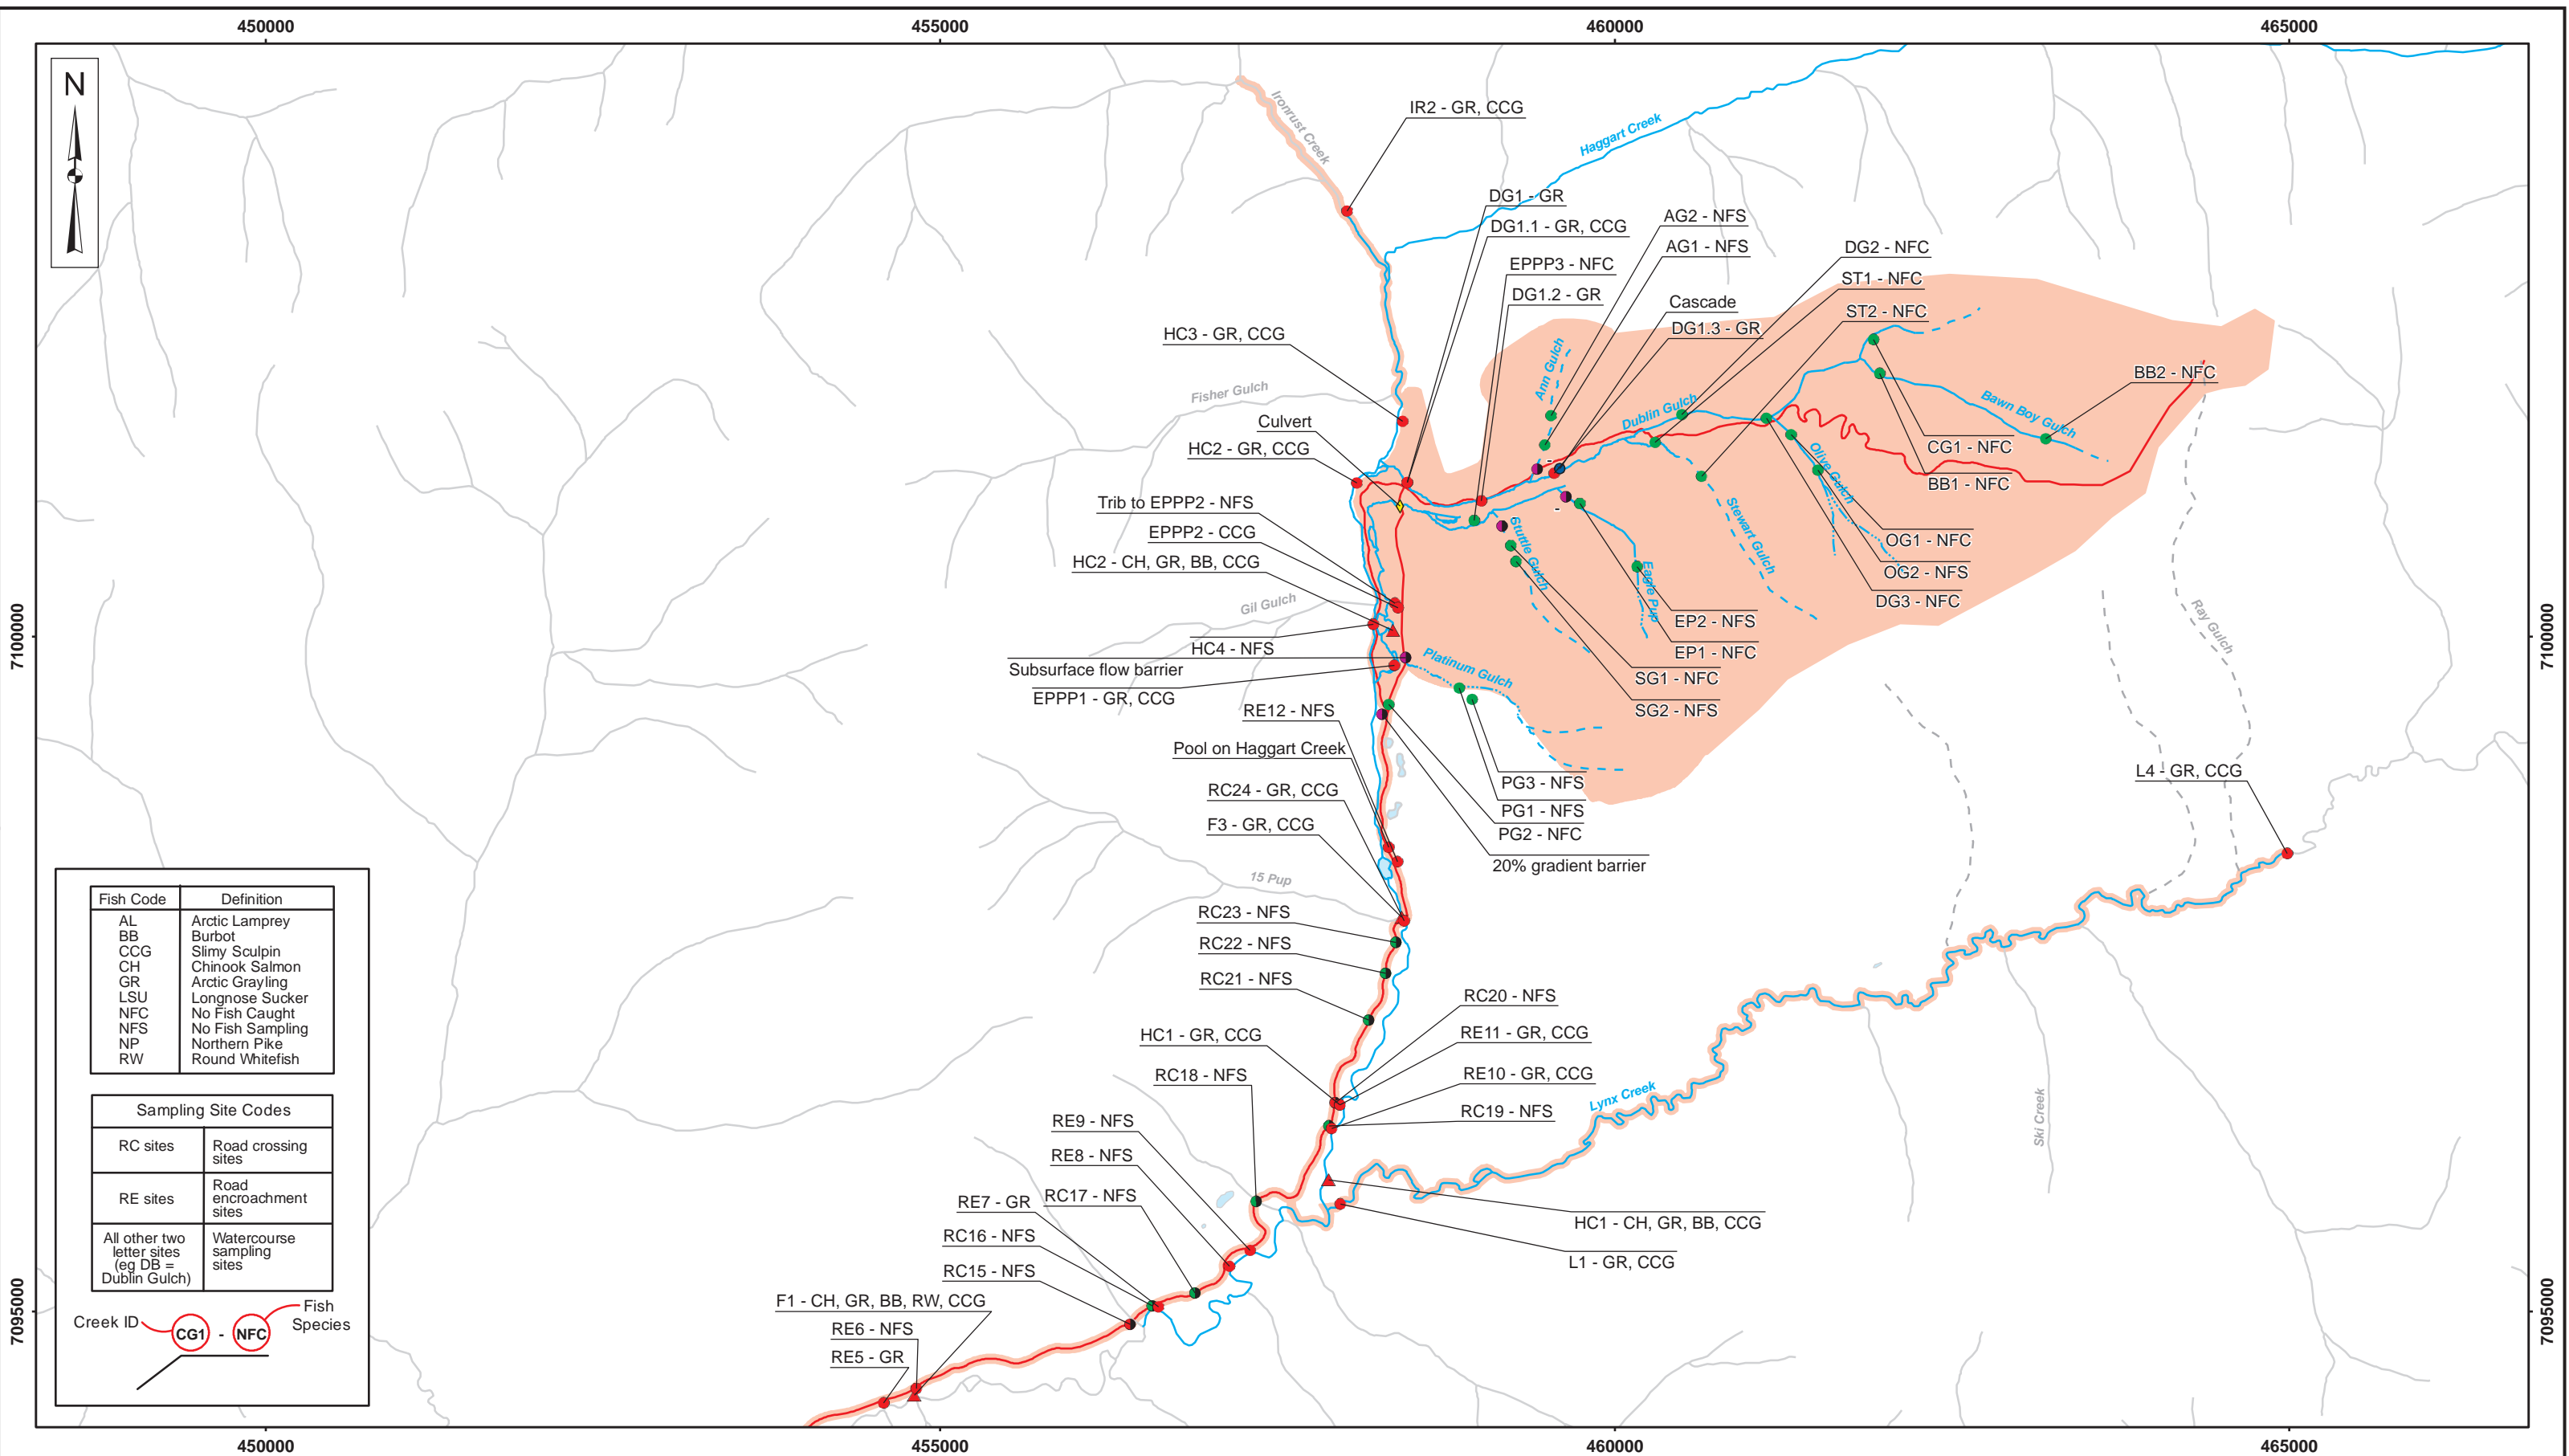 450000
455000
460000
465000
N
Ironrust Creek
IR2 - GR, CCG
Haggart Creek
DG1 - GR
DG1.1 - GR, CCG
AG2 - NFS
AG1 - NFS
EPPP3 - NFC
DG1.2 - GR
Cascade
DG1.3 - GR
DG2 - NFC
ST1 - NFC
ST2 - NFC
HC3 - GR, CCG
Ann Gulch
BB2 - NFC
Fisher Gulch
Culvert
HC2 - GR, CCG
Dublin Gulch
Bawn Boy Gulch
CG1 - NFC
BB1 - NFC
Olive Gulch
Trib to EPPP2 - NFS
EPPP2 - CCG
HC2 - CH, GR, BB, CCG
Stuttle Gulch
Stewart Gulch
Eagle Pup
OG1 - NFC
OG2 - NFS
DG3 - NFC
Gil Gulch
EP2 - NFS
EP1 - NFC
Ray Gulch
7100000
7100000
HC4 - NFS
Subsurface flow barrier
EPPP1 - GR, CCG
Platinum Gulch
SG1 - NFC
SG2 - NFS
RE12 - NFS
Pool on Haggart Creek
RC24 - GR, CCG
F3 - GR, CCG
PG3 - NFS
PG1 - NFS
PG2 - NFC
20% gradient barrier
L4 - GR, CCG
15 Pup
RC23 - NFS
RC22 - NFS
RC21 - NFS
RC20 - NFS
HC1 - GR, CCG
RE11 - GR, CCG
RC18 - NFS
RE10 - GR, CCG
RC19 - NFS
Lynx Creek
Ski Creek
RE9 - NFS
RE8 - NFS
RE7 - GR
RC17 - NFS
RC16 - NFS
RC15 - NFS
HC1 - CH, GR, BB, CCG
L1 - GR, CCG
F1 - CH, GR, BB, RW, CCG
RE6 - NFS
RE5 - GR
Fish Code Definition
AL Arctic Lamprey
BB Burbot
CCG Slimy Sculpin
CH Chinook Salmon
GR Arctic Grayling
LSU Longnose Sucker
NFC No Fish Caught
NFS No Fish Sampling
NP Northern Pike
RW Round Whitefish
Sampling Site Codes
RC sites Road crossing
sites
RE sites Road
encroachment
sites
All other two
letter sites
(eg DB =
Dublin Gulch)
Watercourse
sampling
sites
Creek ID
CG1 - NFC
Fish
Species
7095000
7095000
450000
455000
460000
465000